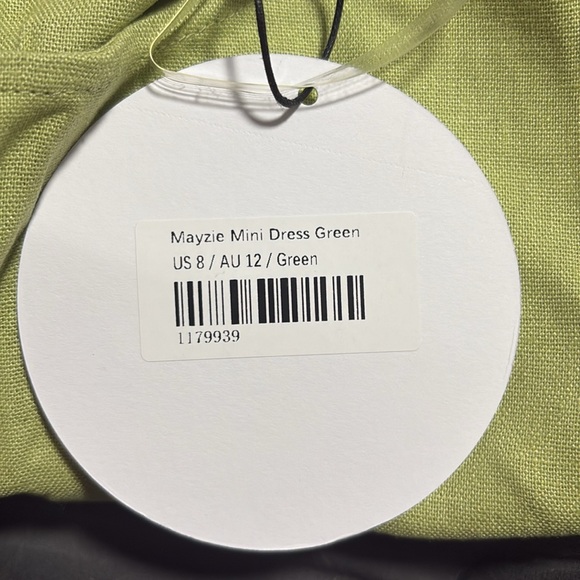 Mayzie Mini Dress Green
US 8 / AU 12 / Green
1179939